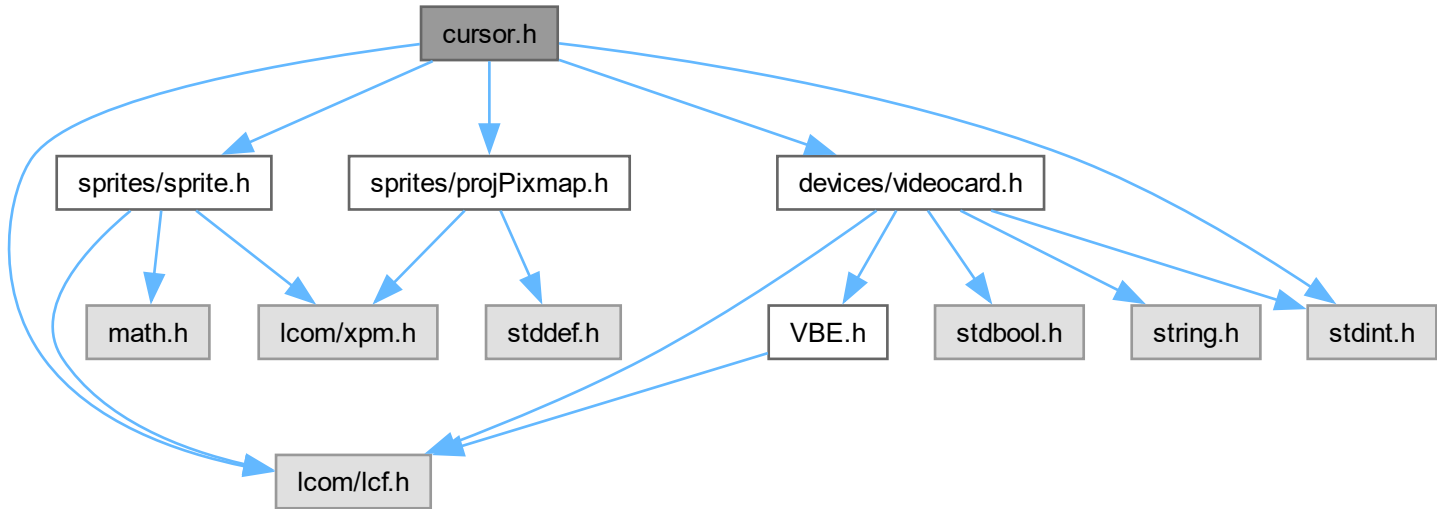 cursor.h
sprites/sprite.h
sprites/projPixmap.h
devices/videocard.h
math.h
lcom/xpm.h
stddef.h
VBE.h
stdbool.h
string.h
stdint.h
lcom/lcf.h